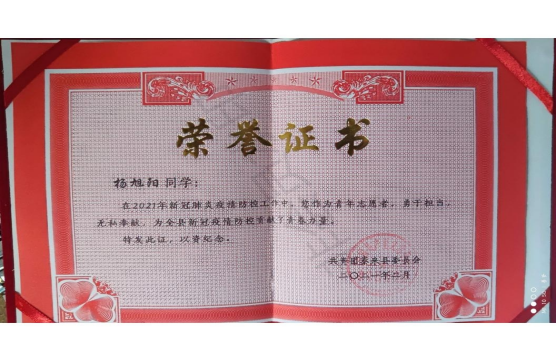 荣誉证书
杨旭阳 同学：
在2021年新冠肺炎疫情防控工作中，您作为青年志愿者，勇于担当，
无私奉献，为全县新冠疫情防控贡献了青春力量。
特发此证，以资纪念。
共青团泰来县委员会
二〇二一年二月